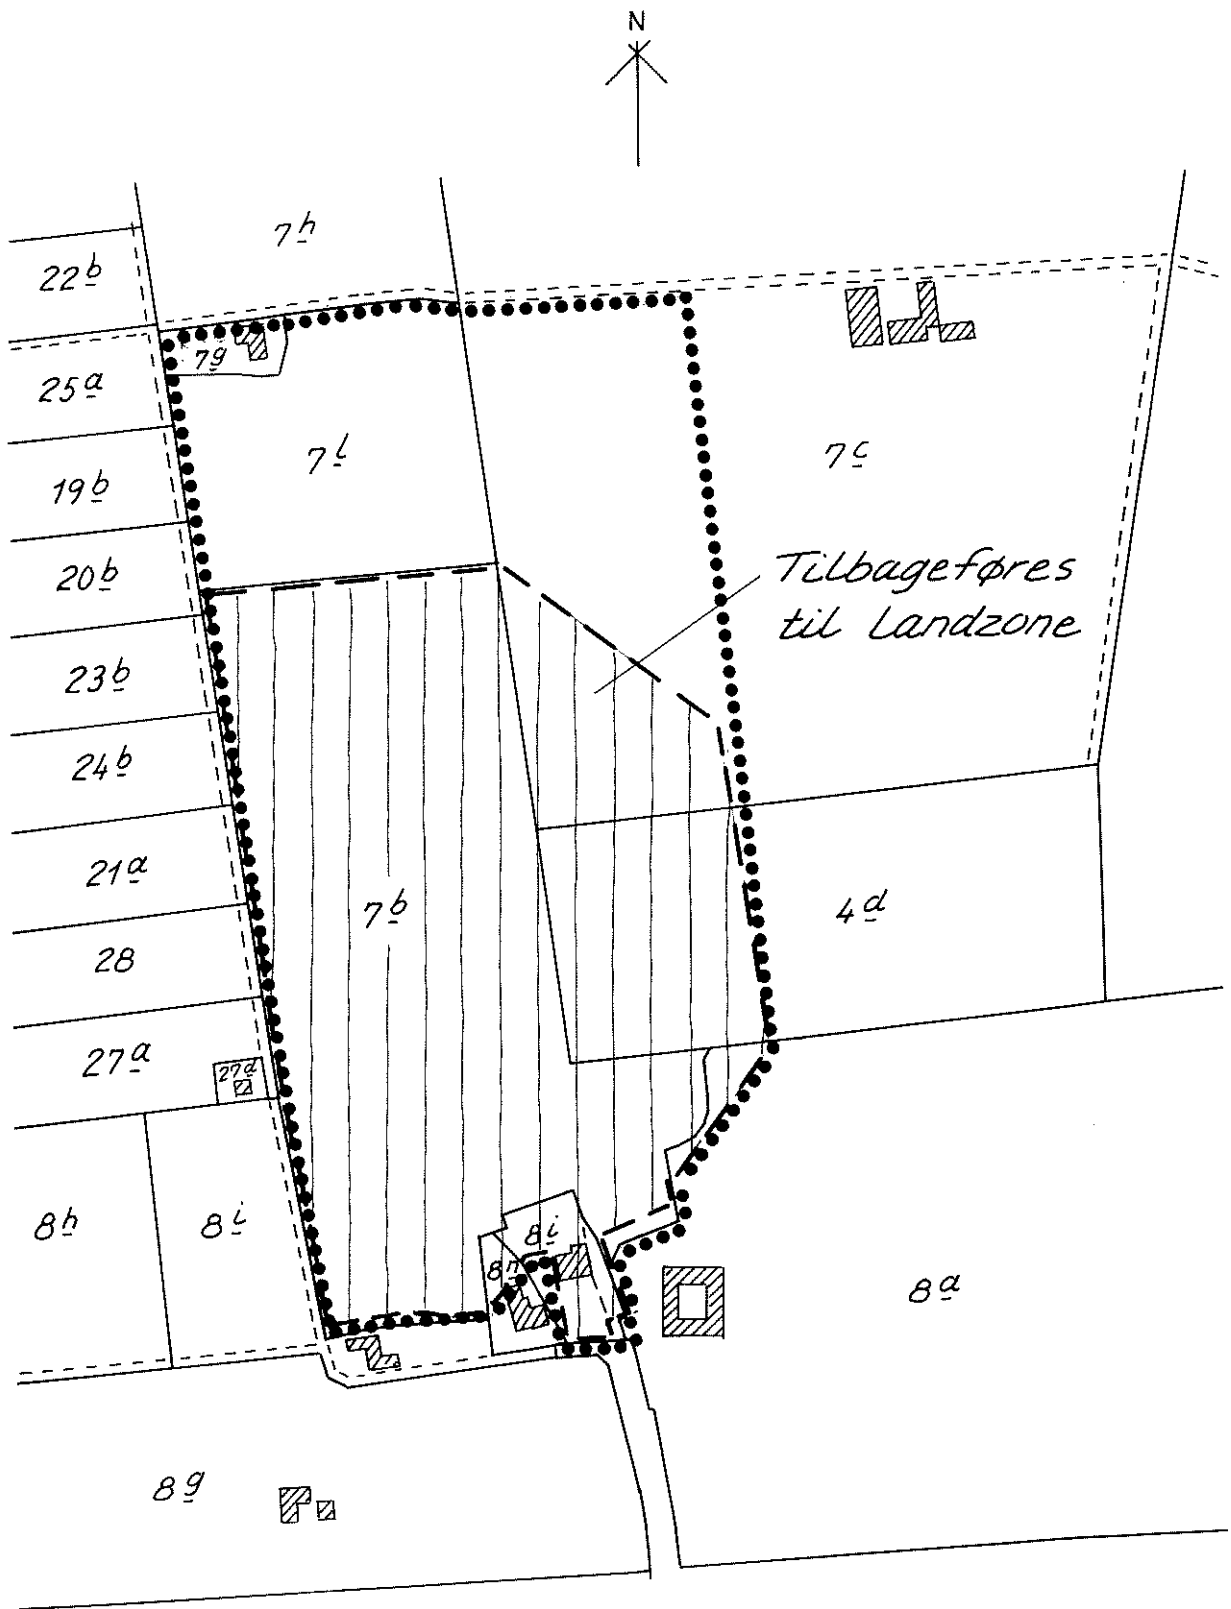 N
7h
22b
7g
25a
7l
7c
19b
Tilbageføres
til landzone
20b
23b
24b
21a
7b
4d
28
27a
27d
8h
8i
8i
8n
8a
8g